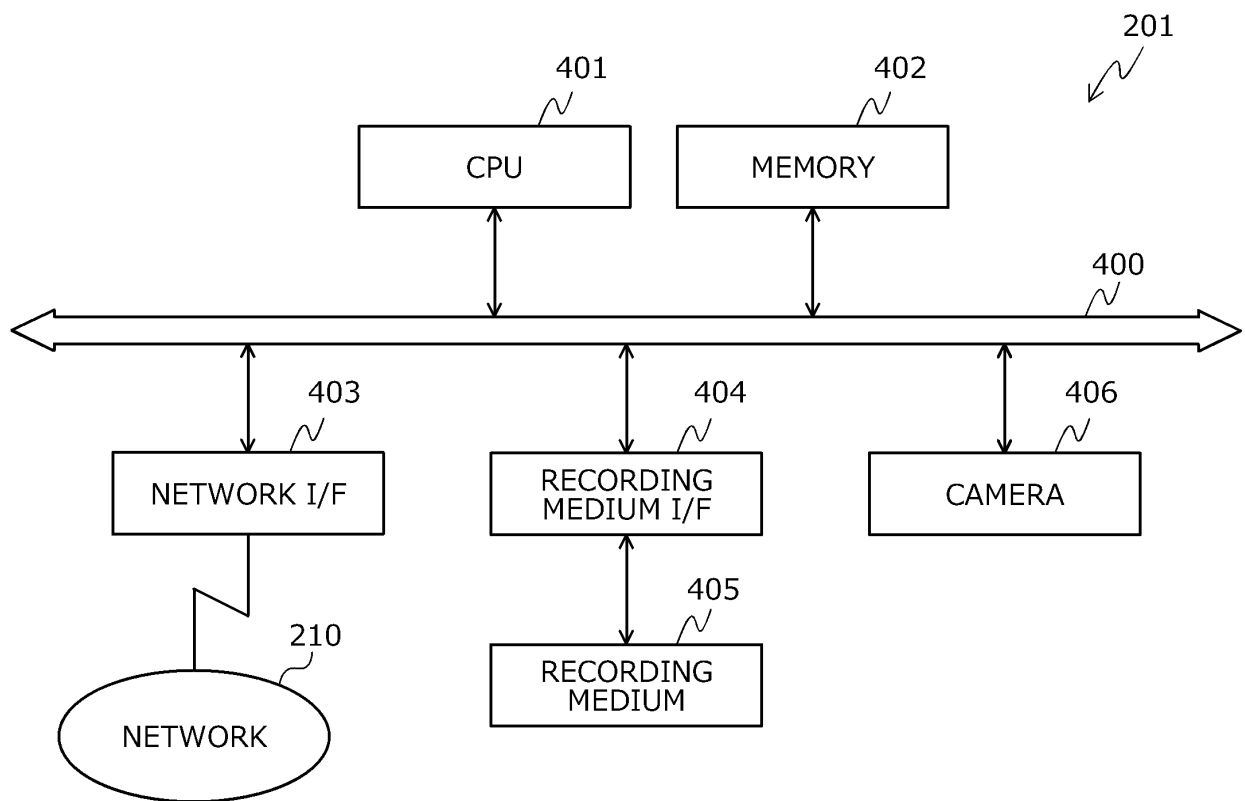 201
401
402
CPU
MEMORY
400
403
404
406
NETWORK I/F
RECORDING
MEDIUM I/F
CAMERA
405
210
RECORDING
MEDIUM
NETWORK